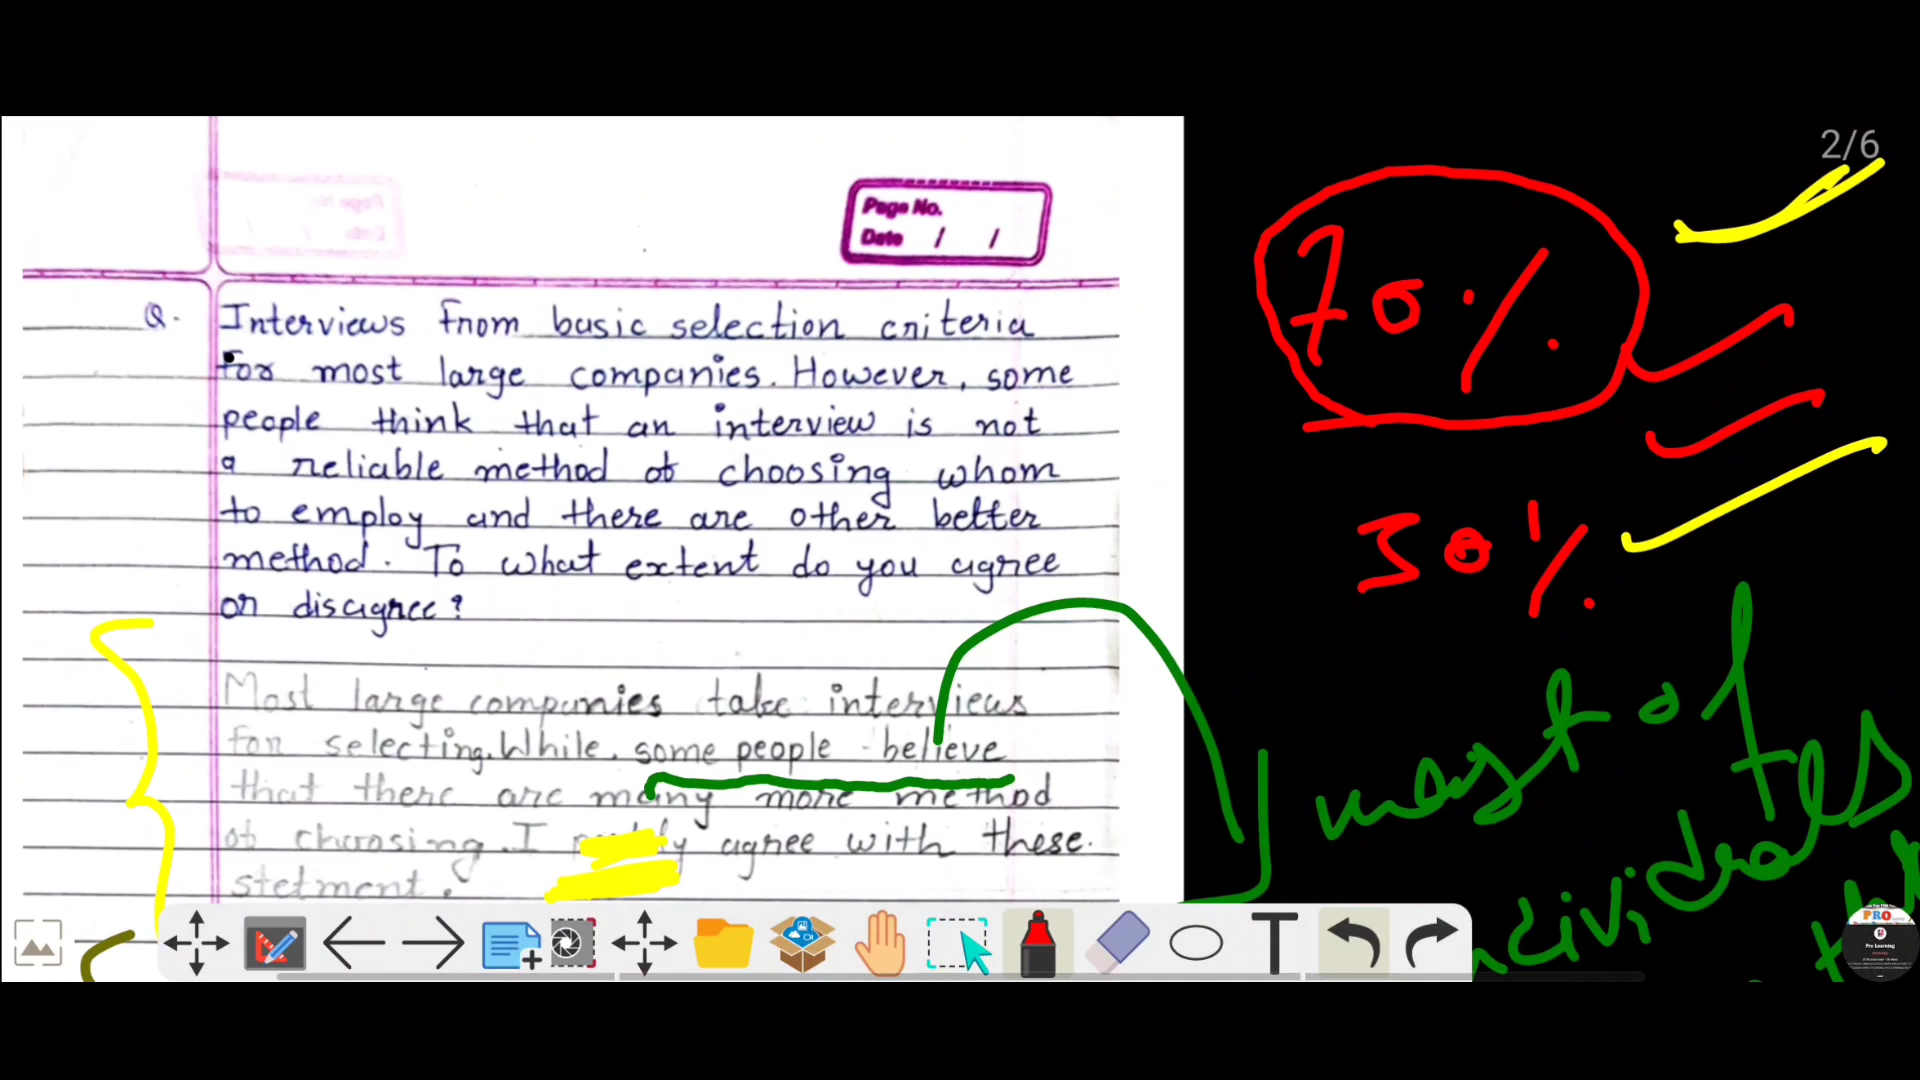 2/6
Page No.
Date / /
Q. Interviews from basic selection criteria
For most large companies. However, some
people think that an interview is not
a reliable method of choosing whom
to employ and there are other better
method. To what extent do you agree
or disagree?
Most large companies take interviews
for selecting. While. some people believe
that there are many more method
of choosing. I agree with these.
stetment.
70%.
30%.
most of
T
PRO
Pro Learning